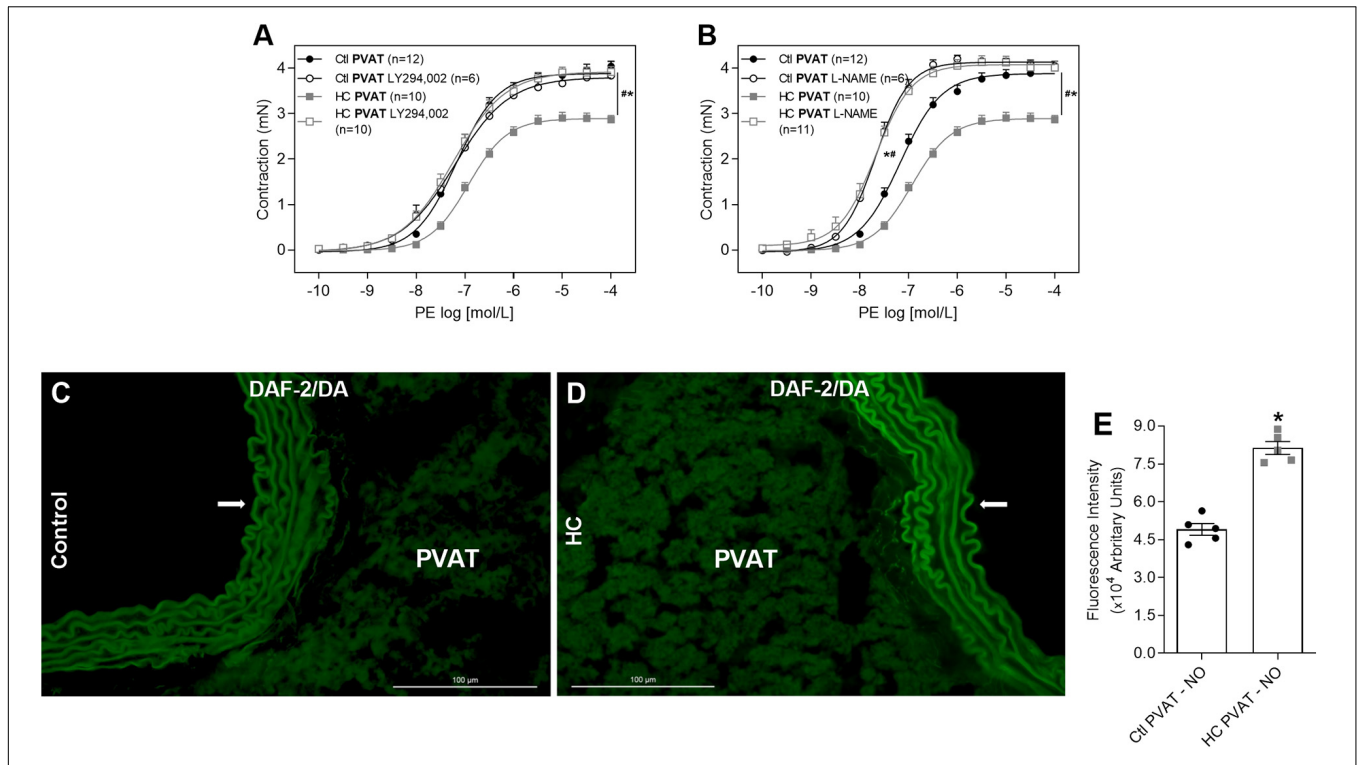 A
Ctl PVAT (n=12)
Ctl PVAT LY294,002 (n=6)
HC PVAT (n=10)
HC PVAT LY294,002
(n=10)
#*
4
3
2
1
0
Contraction (mN)
-10 -9 -8 -7 -6 -5 -4
PE log [mol/L]
B
Ctl PVAT (n=12)
Ctl PVAT L-NAME (n=6)
HC PVAT (n=10)
HC PVAT L-NAME
(n=11)
#*
*#
4
3
2
1
0
Contraction (mN)
-10 -9 -8 -7 -6 -5 -4
PE log [mol/L]
C
DAF-2/DA
Control
PVAT
100 µm
D
DAF-2/DA
HC
PVAT
100 µm
E
*
9.0
7.5
6.0
4.5
3.0
1.5
0.0
Fluorescence Intensity
(x10⁴ Arbritary Units)
Ctl PVAT - NO
HC PVAT - NO